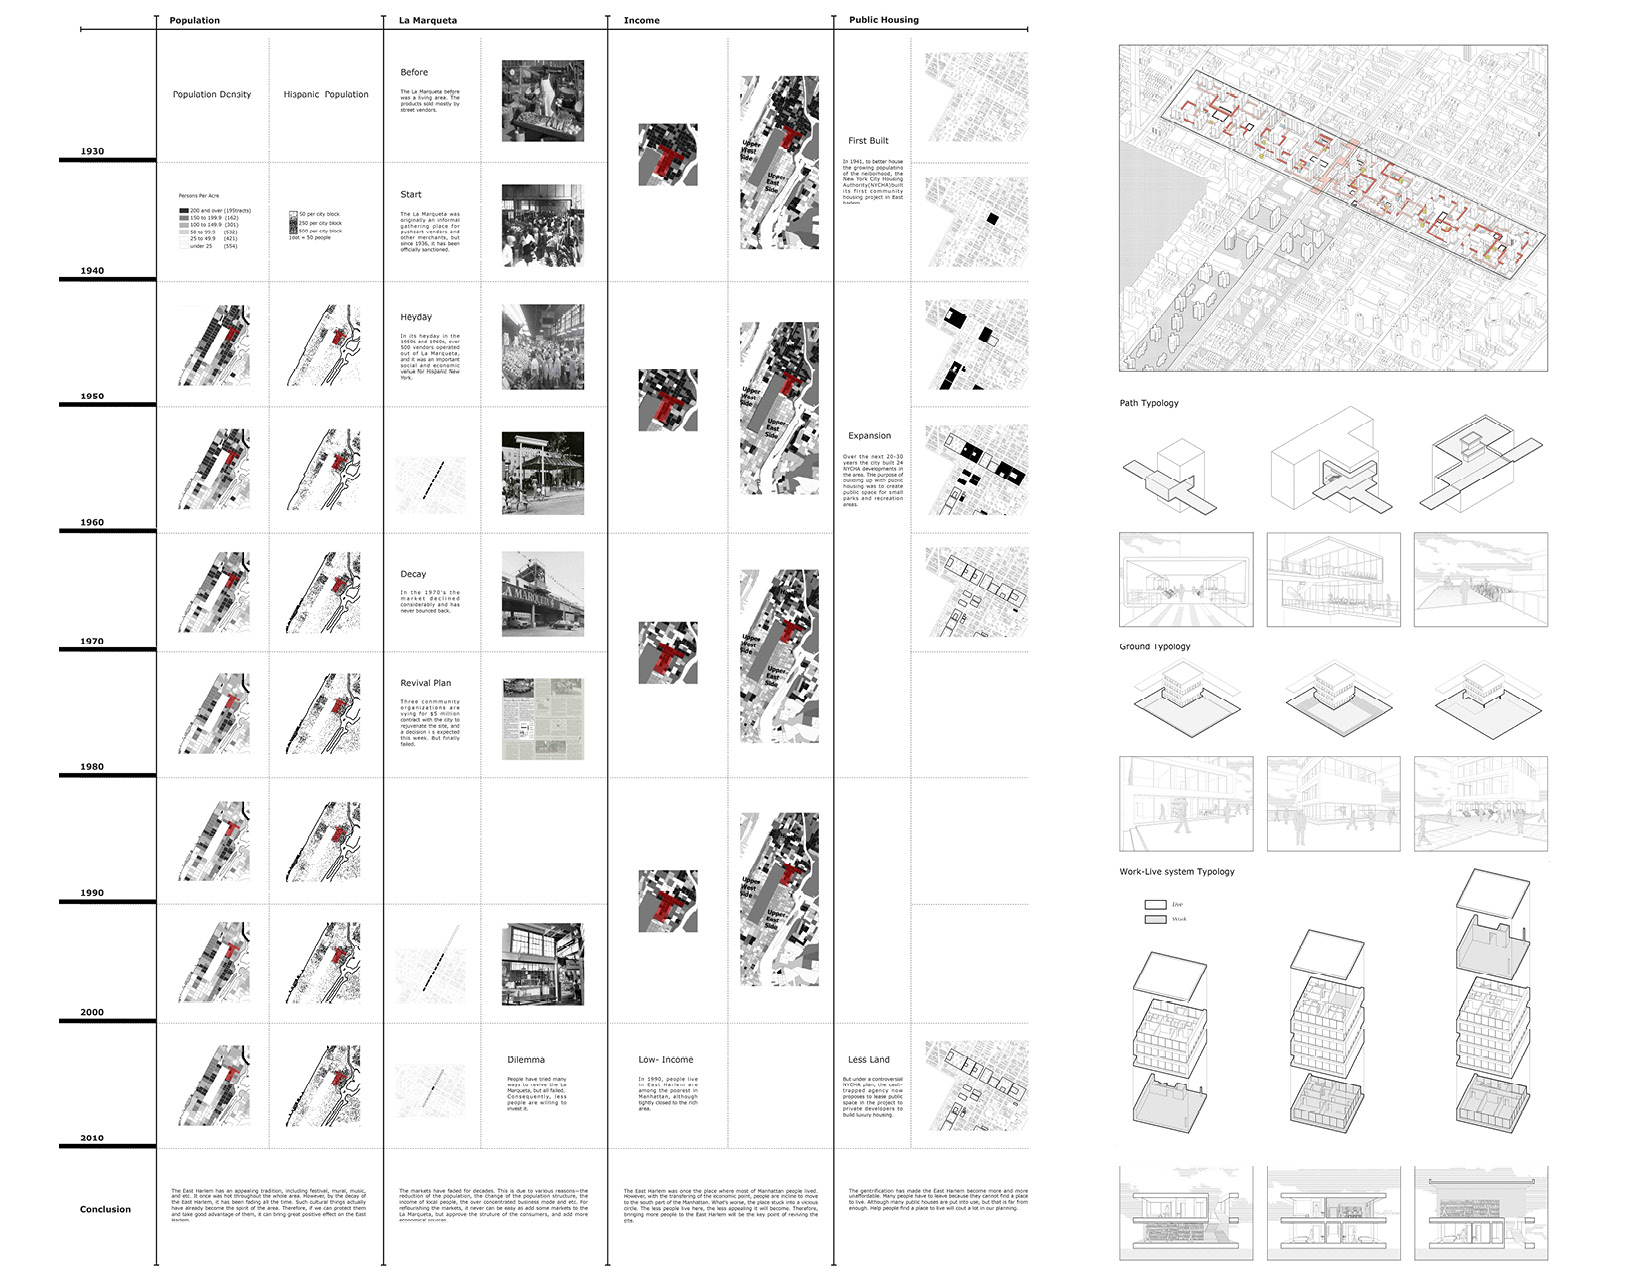 Population
La Marqueta
Income
Public Housing
Population Density
Hispanic Population
Before
The La Marqueta before
was a living area. The
products sold mostly by
street vendors.
1930
Persons Per Acre
200 and over (195tracts)
150 to 199.9 (162)
100 to 149.9 (301)
50 to 99.9 (532)
25 to 49.9 (421)
under 25 (554)
50 per city block
250 per city block
500 per city block
1dot = 50 people
Start
The La Marqueta was
originally an informal
gathering place for
pushcart vendors and
other merchants, but
since 1936, it has been
officially sanctioned.
Upper
West
Side
Upper
East
Side
First Built
In 1941, to better house
the growing populatino
of the neiborhood, the
New York City Housing
Authority(NYCHA)built
its first community
housing project in East
harlem
1940
Heyday
In its heyday in the
1950s and 1960s, over
500 vendors operated
out of La Marqueta,
and it was an important
social and economic
venue for Hispanic New
York.
1950
Upper
West
Side
Upper
East
Side
Expansion
Over the next 20-30
years the city built 24
NYCHA developments in
the area. The purpose of
building up with public
housing was to create
public space for small
parks and recreation
areas.
1960
Decay
In the 1970's the
market declined
considerably and has
never bounced back.
LA MARQUETA
1970
Upper
West
Side
Upper
East
Side
Revival Plan
Three conmmunity
organizations are
vying for $5 million
contract with the city to
rejuvenate the site, and
a decision i s expected
this week. But finally
failed.
1980
1990
Upper
West
Side
Upper
East
Side
2000
Dilemma
People have tried many
ways to revive the La
Marqueta, but all failed.
Consequently, less
people are willing to
invest it.
Low- Income
In 1990, people live
in East Harlem are
among the poorest in
Manhattan, although
tightly closed to the rich
area.
Less Land
But under a controversial
NYCHA plan, the cash-
trapped agency now
proposes to lease public
space in the project to
private developers to
build luxury housing.
2010
Conclusion
The East Harlem has an appealing tradition, including festival, mural, music,
and etc. It once was hot throughout the whole area. However, by the decay of
the East Harlem, it has been fading all the time. Such cultural things actually
have already become the spirit of the area. Therefore, if we can protect them
and take good advantage of them, it can bring great positive effect on the East
Harlem.
The markets have faded for decades. This is due to various reasons—the
reduction of the population, the change of the population structure, the
income of local people, the over concentrated business mode and etc. For
reflourishing the markets, it never can be easy as add some markets to the
La Marqueta, but approve the struture of the consumers, and add more
economical sources.
The East Harlem was once the place where most of Manhattan people lived.
However, with the transfering of the economic point, people are incline to move
to the south part of the Manhattan. What's worse, the place stuck into a vicious
circle. The less people live here, the less appealing it will become. Therefore,
bringing more people to the East Harlem will be the key point of reviving the
site.
The gentrification has made the East Harlem become more and more
unaffordable. Many people have to leave because they cannot find a place
to live. Although many public houses are put into use, but that is far from
enough. Help people find a place to live will cout a lot in our planning.
Path Typology
Ground Typology
Work-Live system Typology
Live
Work